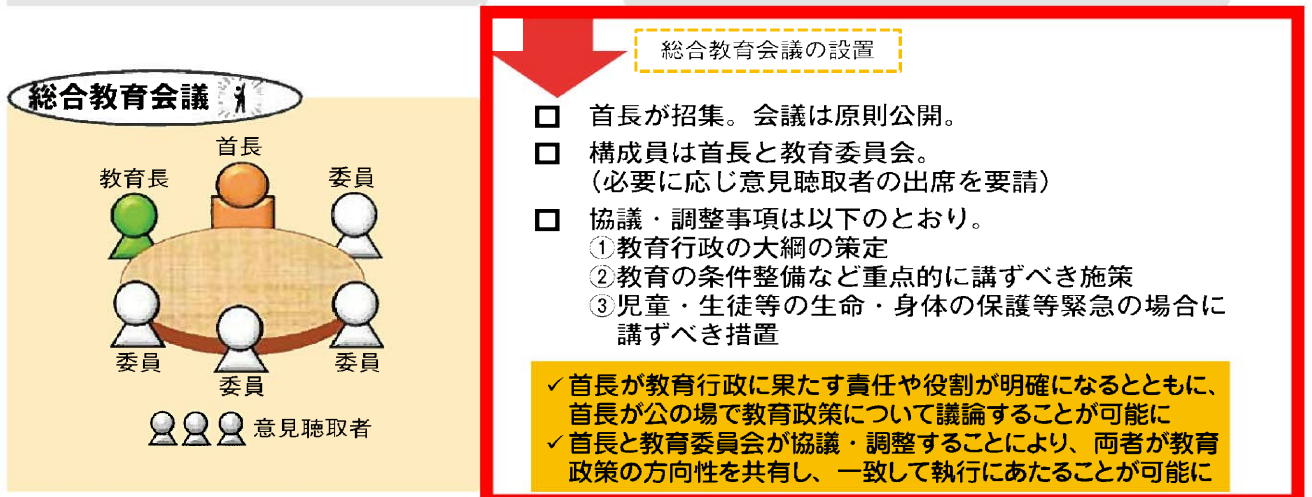 総合教育会議
首長
教育長
委員
委員
委員
委員
意見聴取者
総合教育会議の設置
□ 首長が招集。会議は原則公開。
□ 構成員は首長と教育委員会。
（必要に応じ意見聴取者の出席を要請）
□ 協議・調整事項は以下のとおり。
①教育行政の大綱の策定
②教育の条件整備など重点的に講ずべき施策
③児童・生徒等の生命・身体の保護等緊急の場合に
講ずべき措置
✓首長が教育行政に果たす責任や役割が明確になるとともに、
首長が公の場で教育政策について議論することが可能に
✓首長と教育委員会が協議・調整することにより、両者が教育
政策の方向性を共有し、一致して執行にあたることが可能に